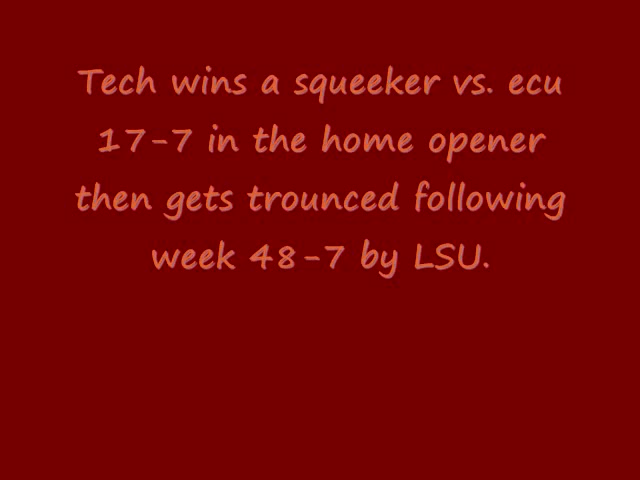 Tech wins a squeeker vs. ecu
17-7 in the home opener
then gets trounced following
week 48-7 by LSU.